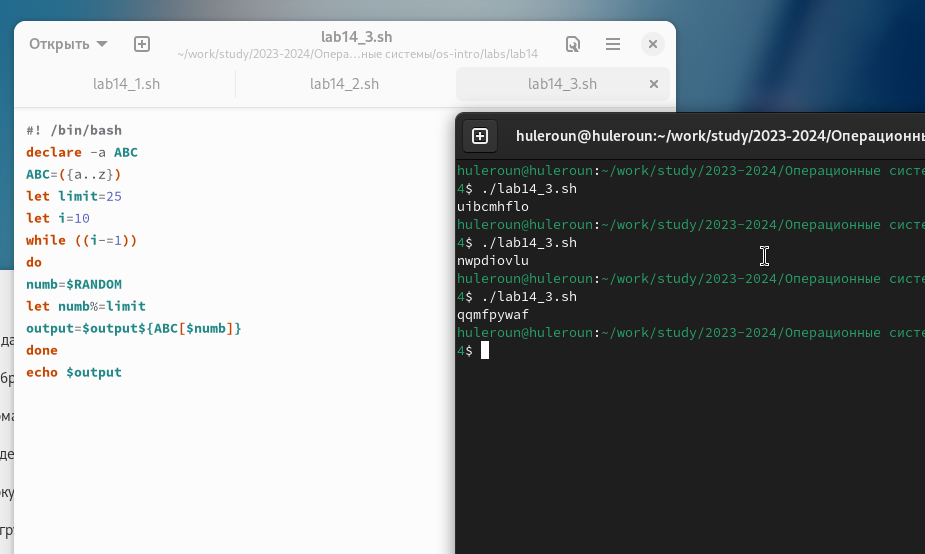 Открыть
lab14_3.sh
~/work/study/2023-2024/Опера…ные системы/os-intro/labs/lab14
lab14_1.sh
lab14_2.sh
lab14_3.sh
#! /bin/bash
declare -a ABC
ABC=({a..z})
let limit=25
let i=10
while ((i-=1))
do
numb=$RANDOM
let numb%=limit
output=$output${ABC[$numb]}
done
echo $output
huleroun@huleroun:~/work/study/2023-2024/Операционн
huleroun@huleroun:~/work/study/2023-2024/Операционные систе
4$ ./lab14_3.sh
uibcmhflo
huleroun@huleroun:~/work/study/2023-2024/Операционные систе
4$ ./lab14_3.sh
nwpdiovlu
huleroun@huleroun:~/work/study/2023-2024/Операционные систе
4$ ./lab14_3.sh
qqmfpywaf
huleroun@huleroun:~/work/study/2023-2024/Операционные систе
4$